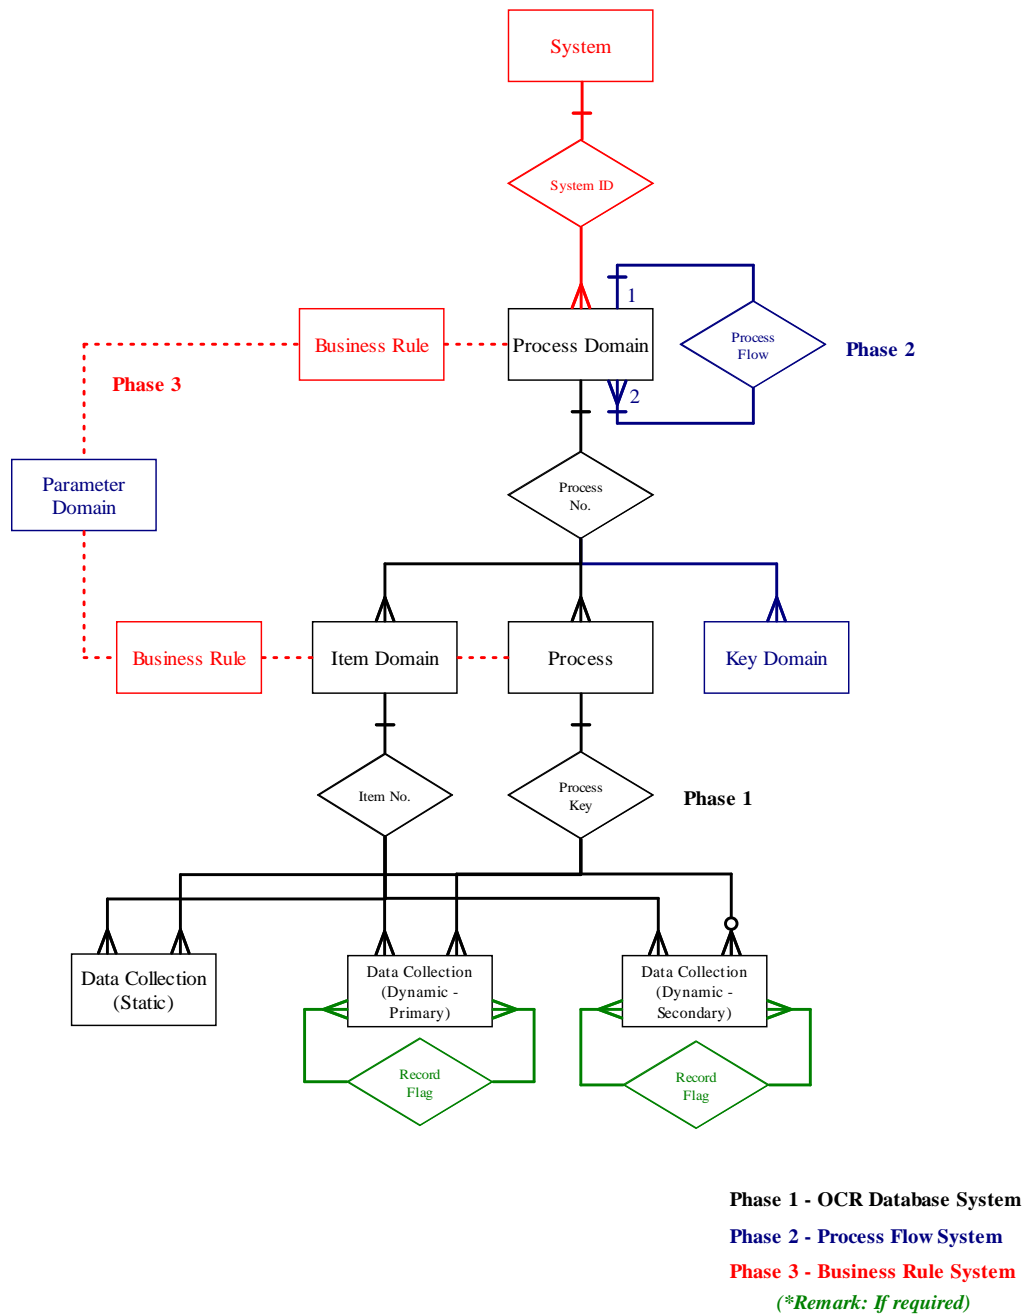 System
System ID
1
Business Rule
Process Domain
Process
Flow
Phase 2
Phase 3
2
Parameter
Domain
Process
No.
Business Rule
Item Domain
Process
Key Domain
Item No.
Process
Key
Phase 1
Data Collection
(Static)
Data Collection
(Dynamic -
Primary)
Data Collection
(Dynamic -
Secondary)
Record
Flag
Record
Flag
Phase 1 - OCR Database System
Phase 2 - Process Flow System
Phase 3 - Business Rule System
(*Remark: If required)